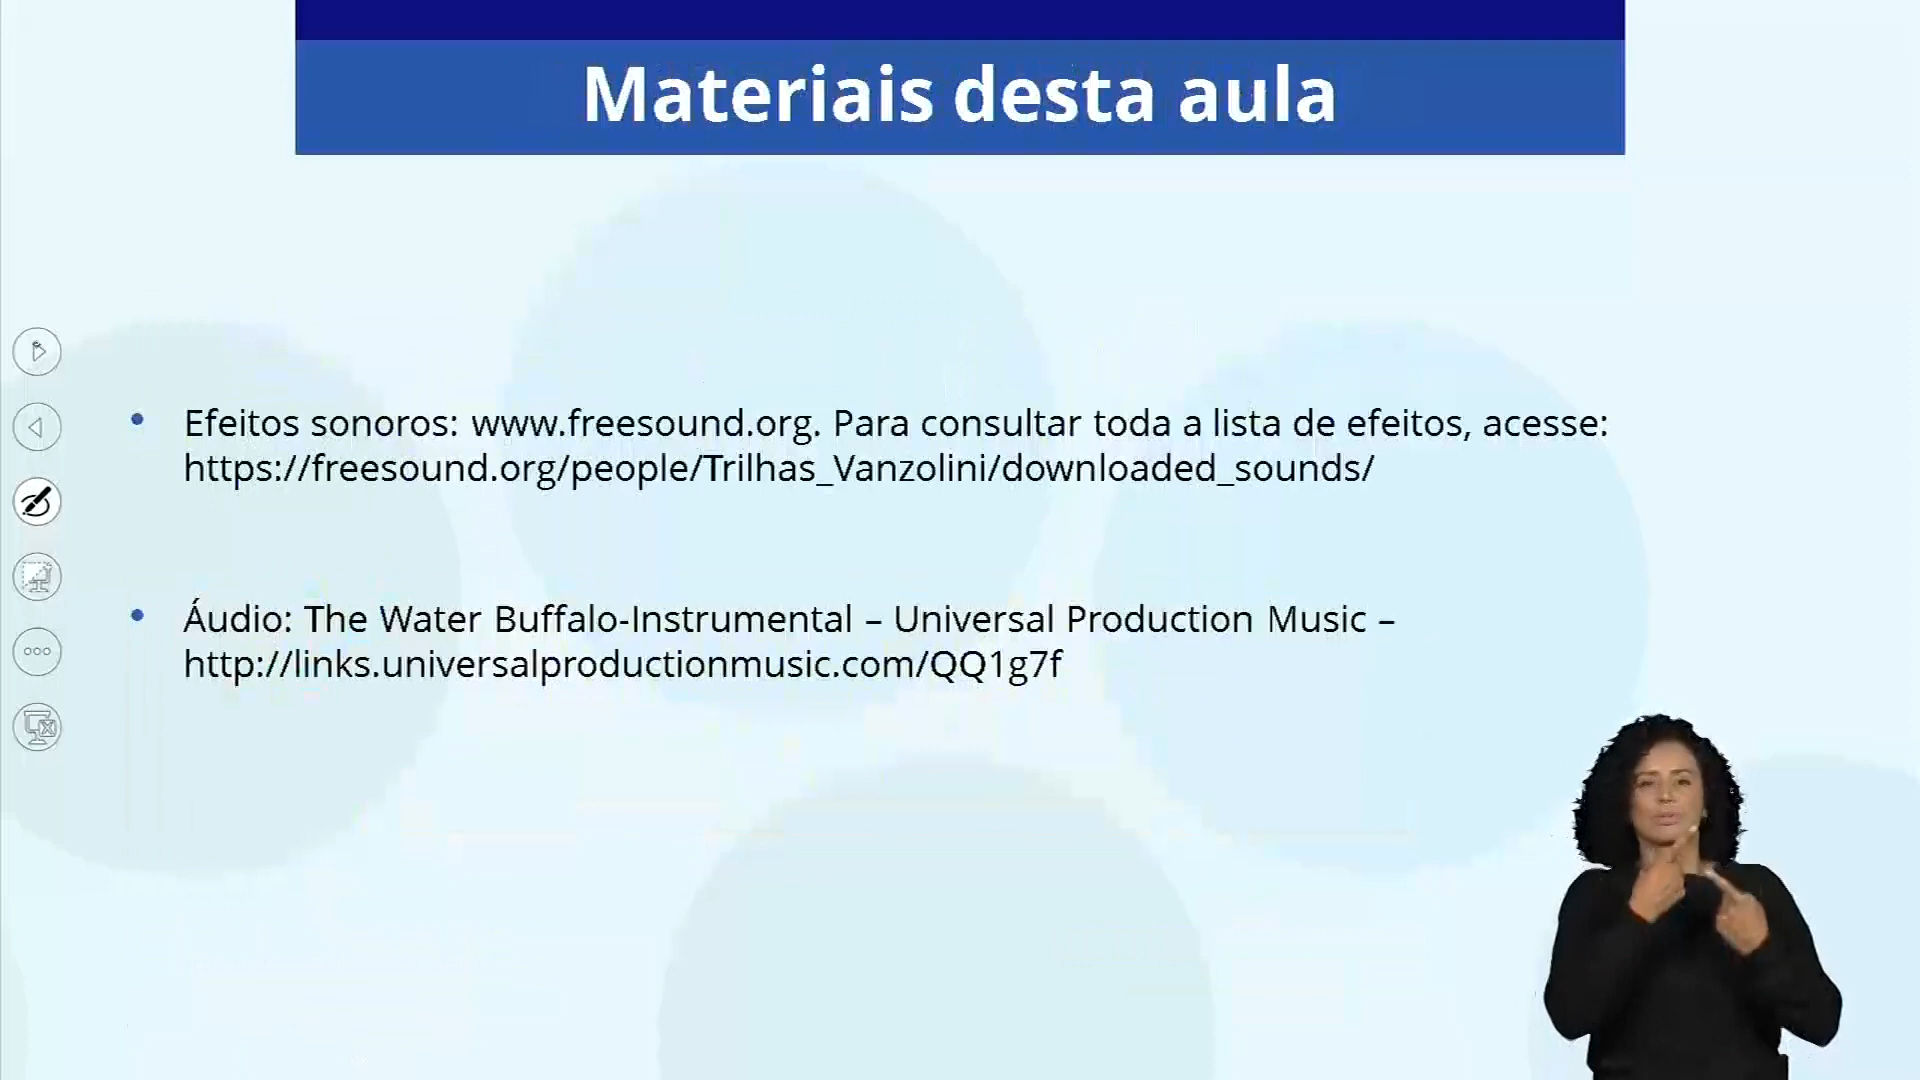 Materiais desta aula
• Efeitos sonoros: www.freesound.org. Para consultar toda a lista de efeitos, acesse:
https://freesound.org/people/Trilhas_Vanzolini/downloaded_sounds/
• Áudio: The Water Buffalo-Instrumental – Universal Production Music –
http://links.universalproductionmusic.com/QQ1g7f